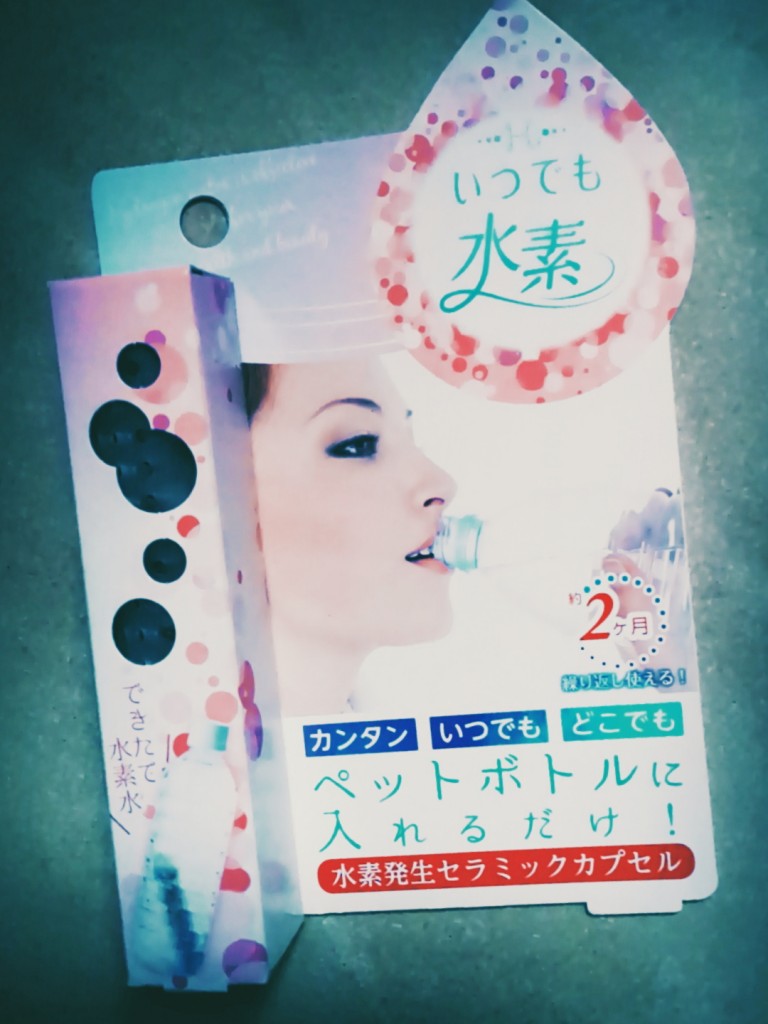 いつでも
水素
約2ヶ月
繰り返し使える！
カンタン いつでも どこでも
ペットボトルに
入れるだけ！
水素発生セラミックカプセル
できたて
水素水